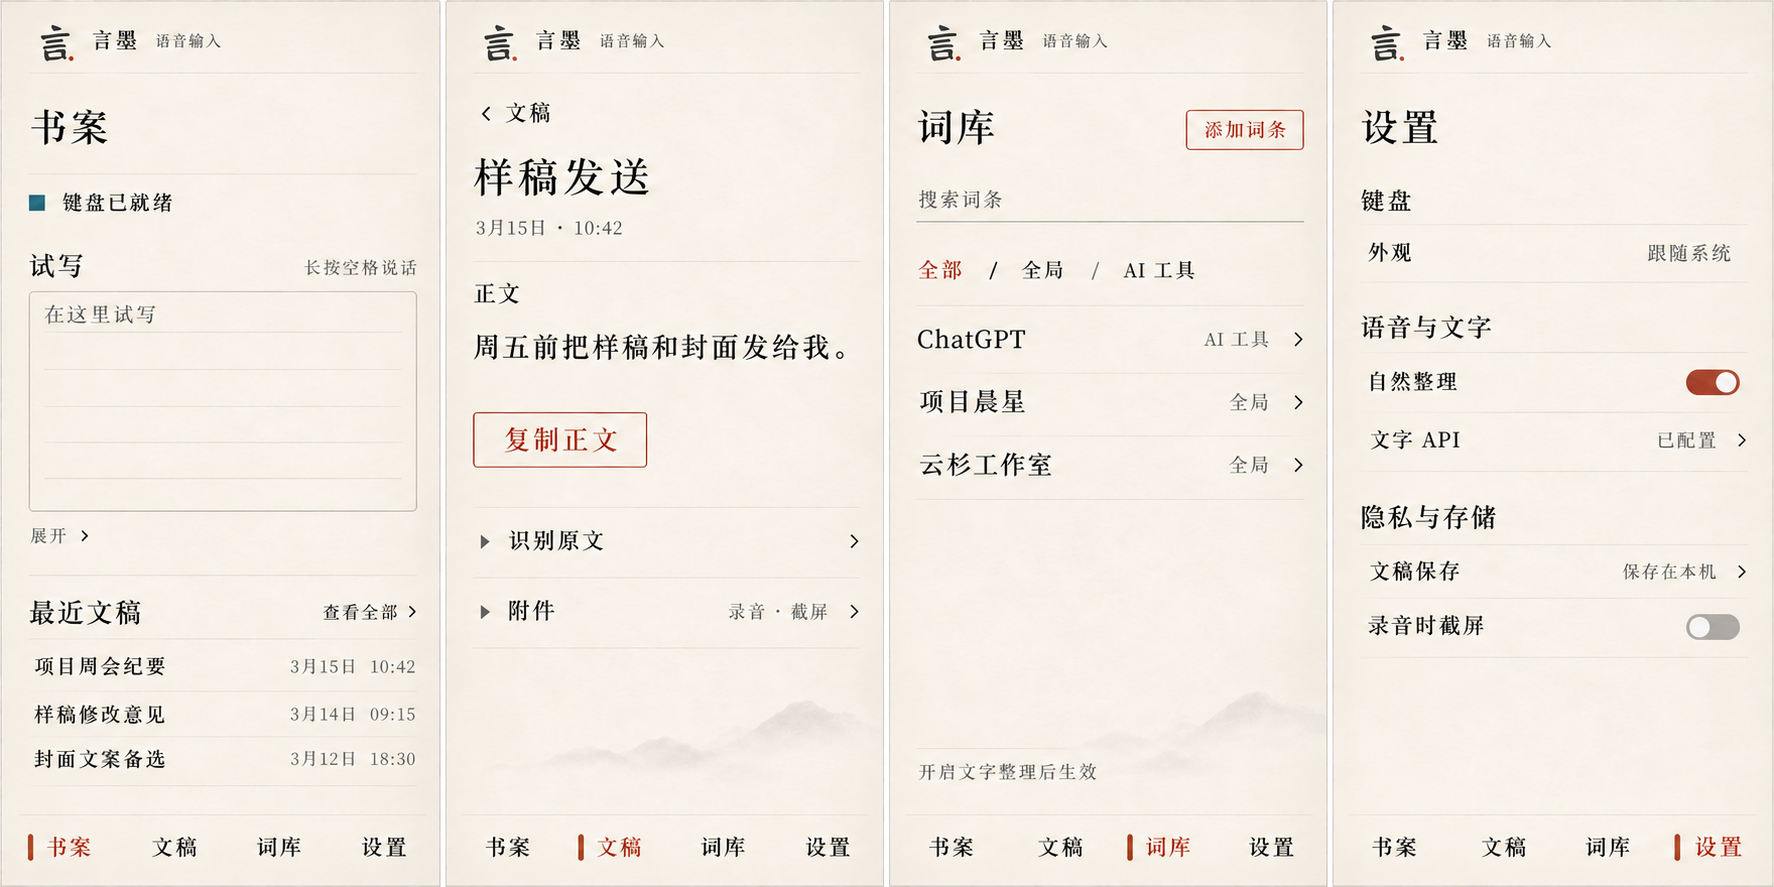 言 言墨 语音输入
书案
键盘已就绪
试写 长按空格说话
在这里试写
展开
最近文稿 查看全部
项目周会纪要 3月15日 10:42
样稿修改意见 3月14日 09:15
封面文案备选 3月12日 18:30
书案 文稿 词库 设置
言 言墨 语音输入
文稿
样稿发送
3月15日 · 10:42
正文
周五前把样稿和封面发给我。
复制正文
识别原文
附件 录音 · 截屏
书案 文稿 词库 设置
言 言墨 语音输入
词库 添加词条
搜索词条
全部 / 全局 / AI 工具
ChatGPT AI 工具
项目晨星 全局
云杉工作室 全局
开启文字整理后生效
书案 文稿 词库 设置
言 言墨 语音输入
设置
键盘
外观 跟随系统
语音与文字
自然整理
文字 API 已配置
隐私与存储
文稿保存 保存在本机
录音时截屏
书案 文稿 词库 设置